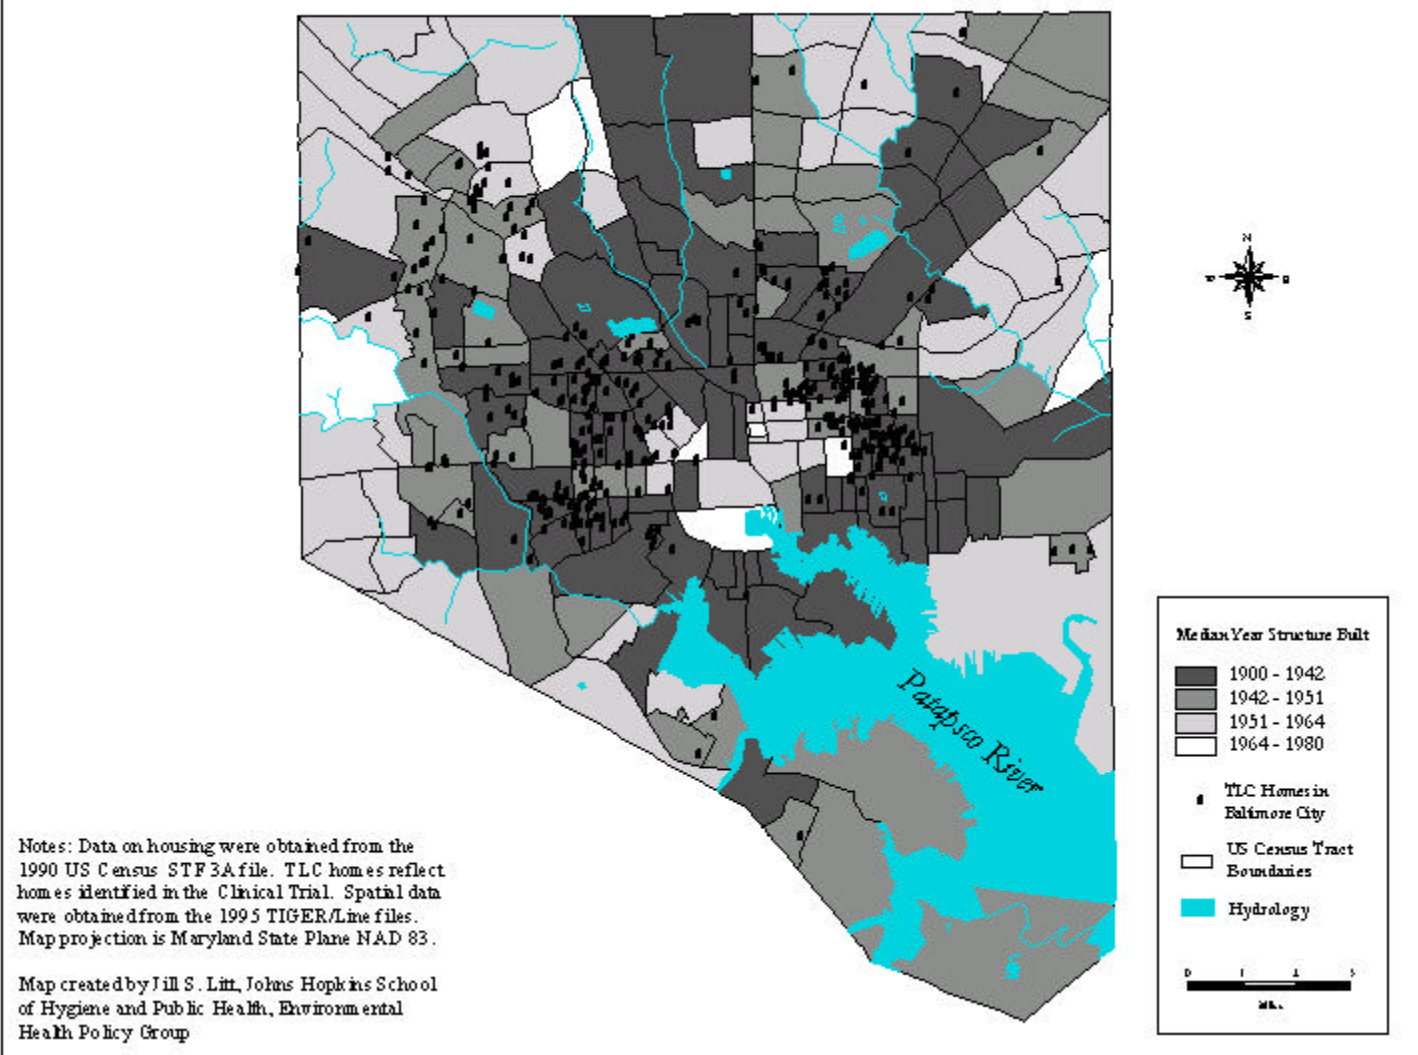 N
S
Patapsco River
Median Year Structure Built
1900 - 1942
1942 - 1951
1951 - 1964
1964 - 1980
TLC Homes in
Baltimore City
US Census Tract
Boundaries
Hydrology
Notes: Data on housing were obtained from the
1990 US Census STF 3A file. TLC homes reflect
homes identified in the Clinical Trial. Spatial data
were obtained from the 1995 TIGER/Line files.
Map projection is Maryland State Plane NAD 83.
Map created by Jill S. Litt, Johns Hopkins School
of Hygiene and Public Health, Environmental
Health Policy Group